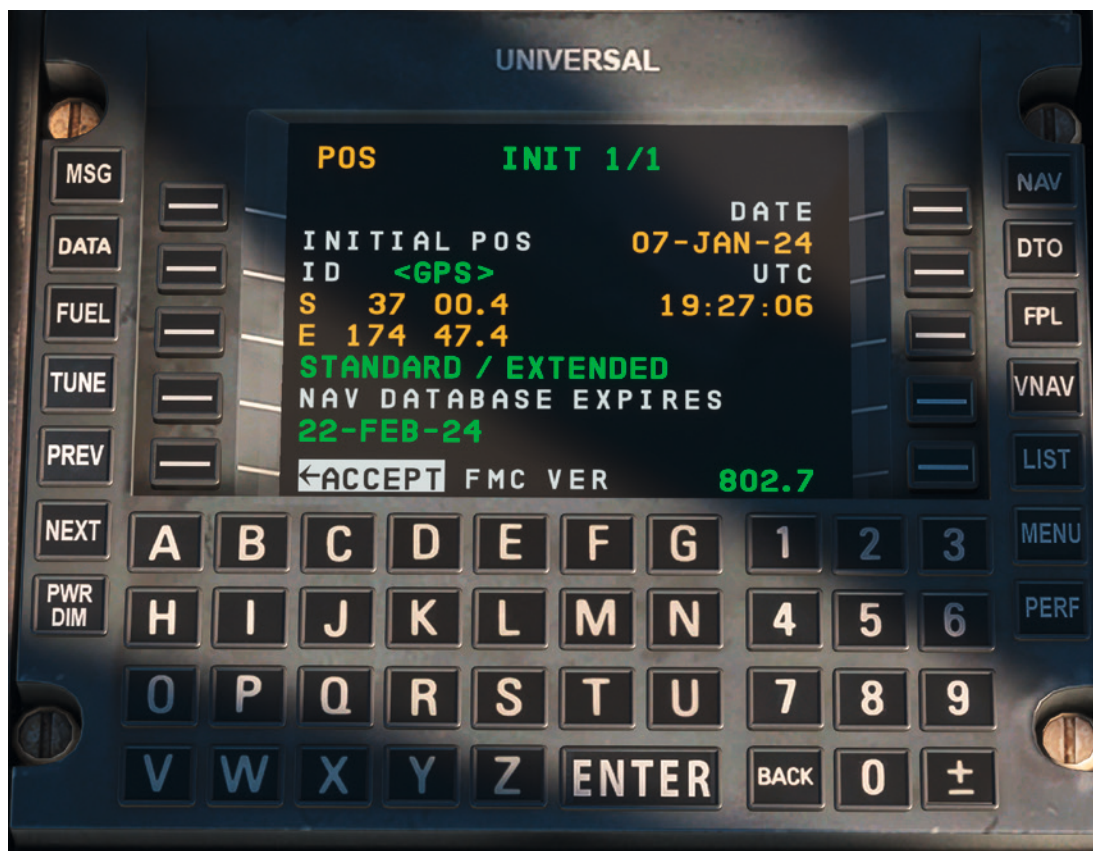 UNIVERSAL
POS INIT 1/1
DATE
INITIAL POS 07-JAN-24
ID <GPS> UTC
S 37 00.4 19:27:06
E 174 47.4
STANDARD / EXTENDED
NAV DATABASE EXPIRES
22-FEB-24
←ACCEPT FMC VER 802.7
MSG
DATA
FUEL
TUNE
PREV
NEXT
PWR
DIM
NAV
DTO
FPL
VNAV
LIST
MENU
PERF
A B C D E F G 1 2 3
H I J K L M N 4 5 6
O P Q R S T U 7 8 9
V W X Y Z ENTER BACK 0 ±